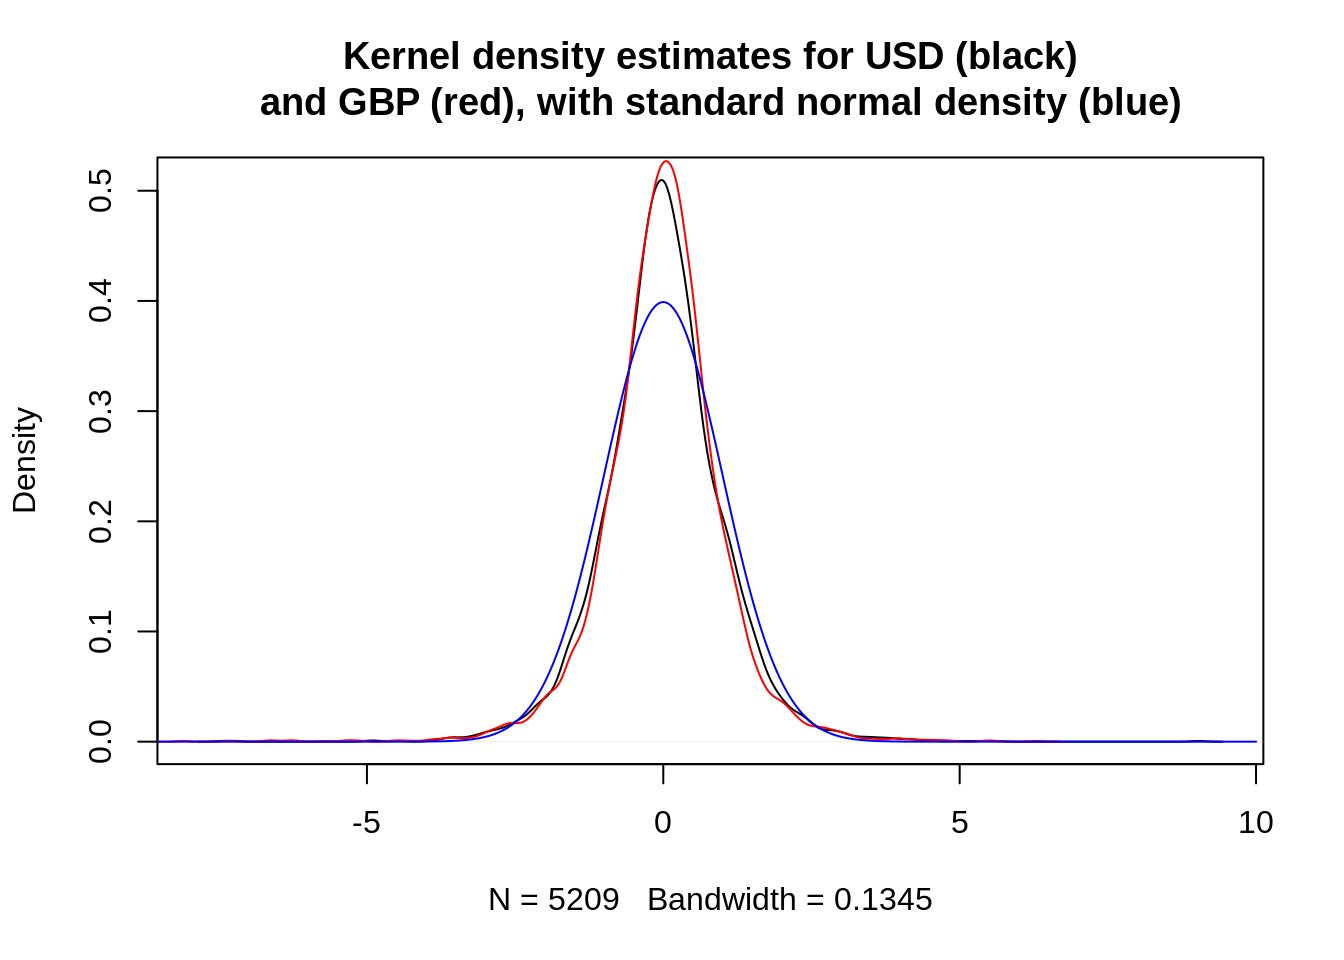 Kernel density estimates for USD (black)
and GBP (red), with standard normal density (blue)
Density
0.5
0.4
0.3
0.2
0.1
0.0
-5 0 5 10
N = 5209 Bandwidth = 0.1345